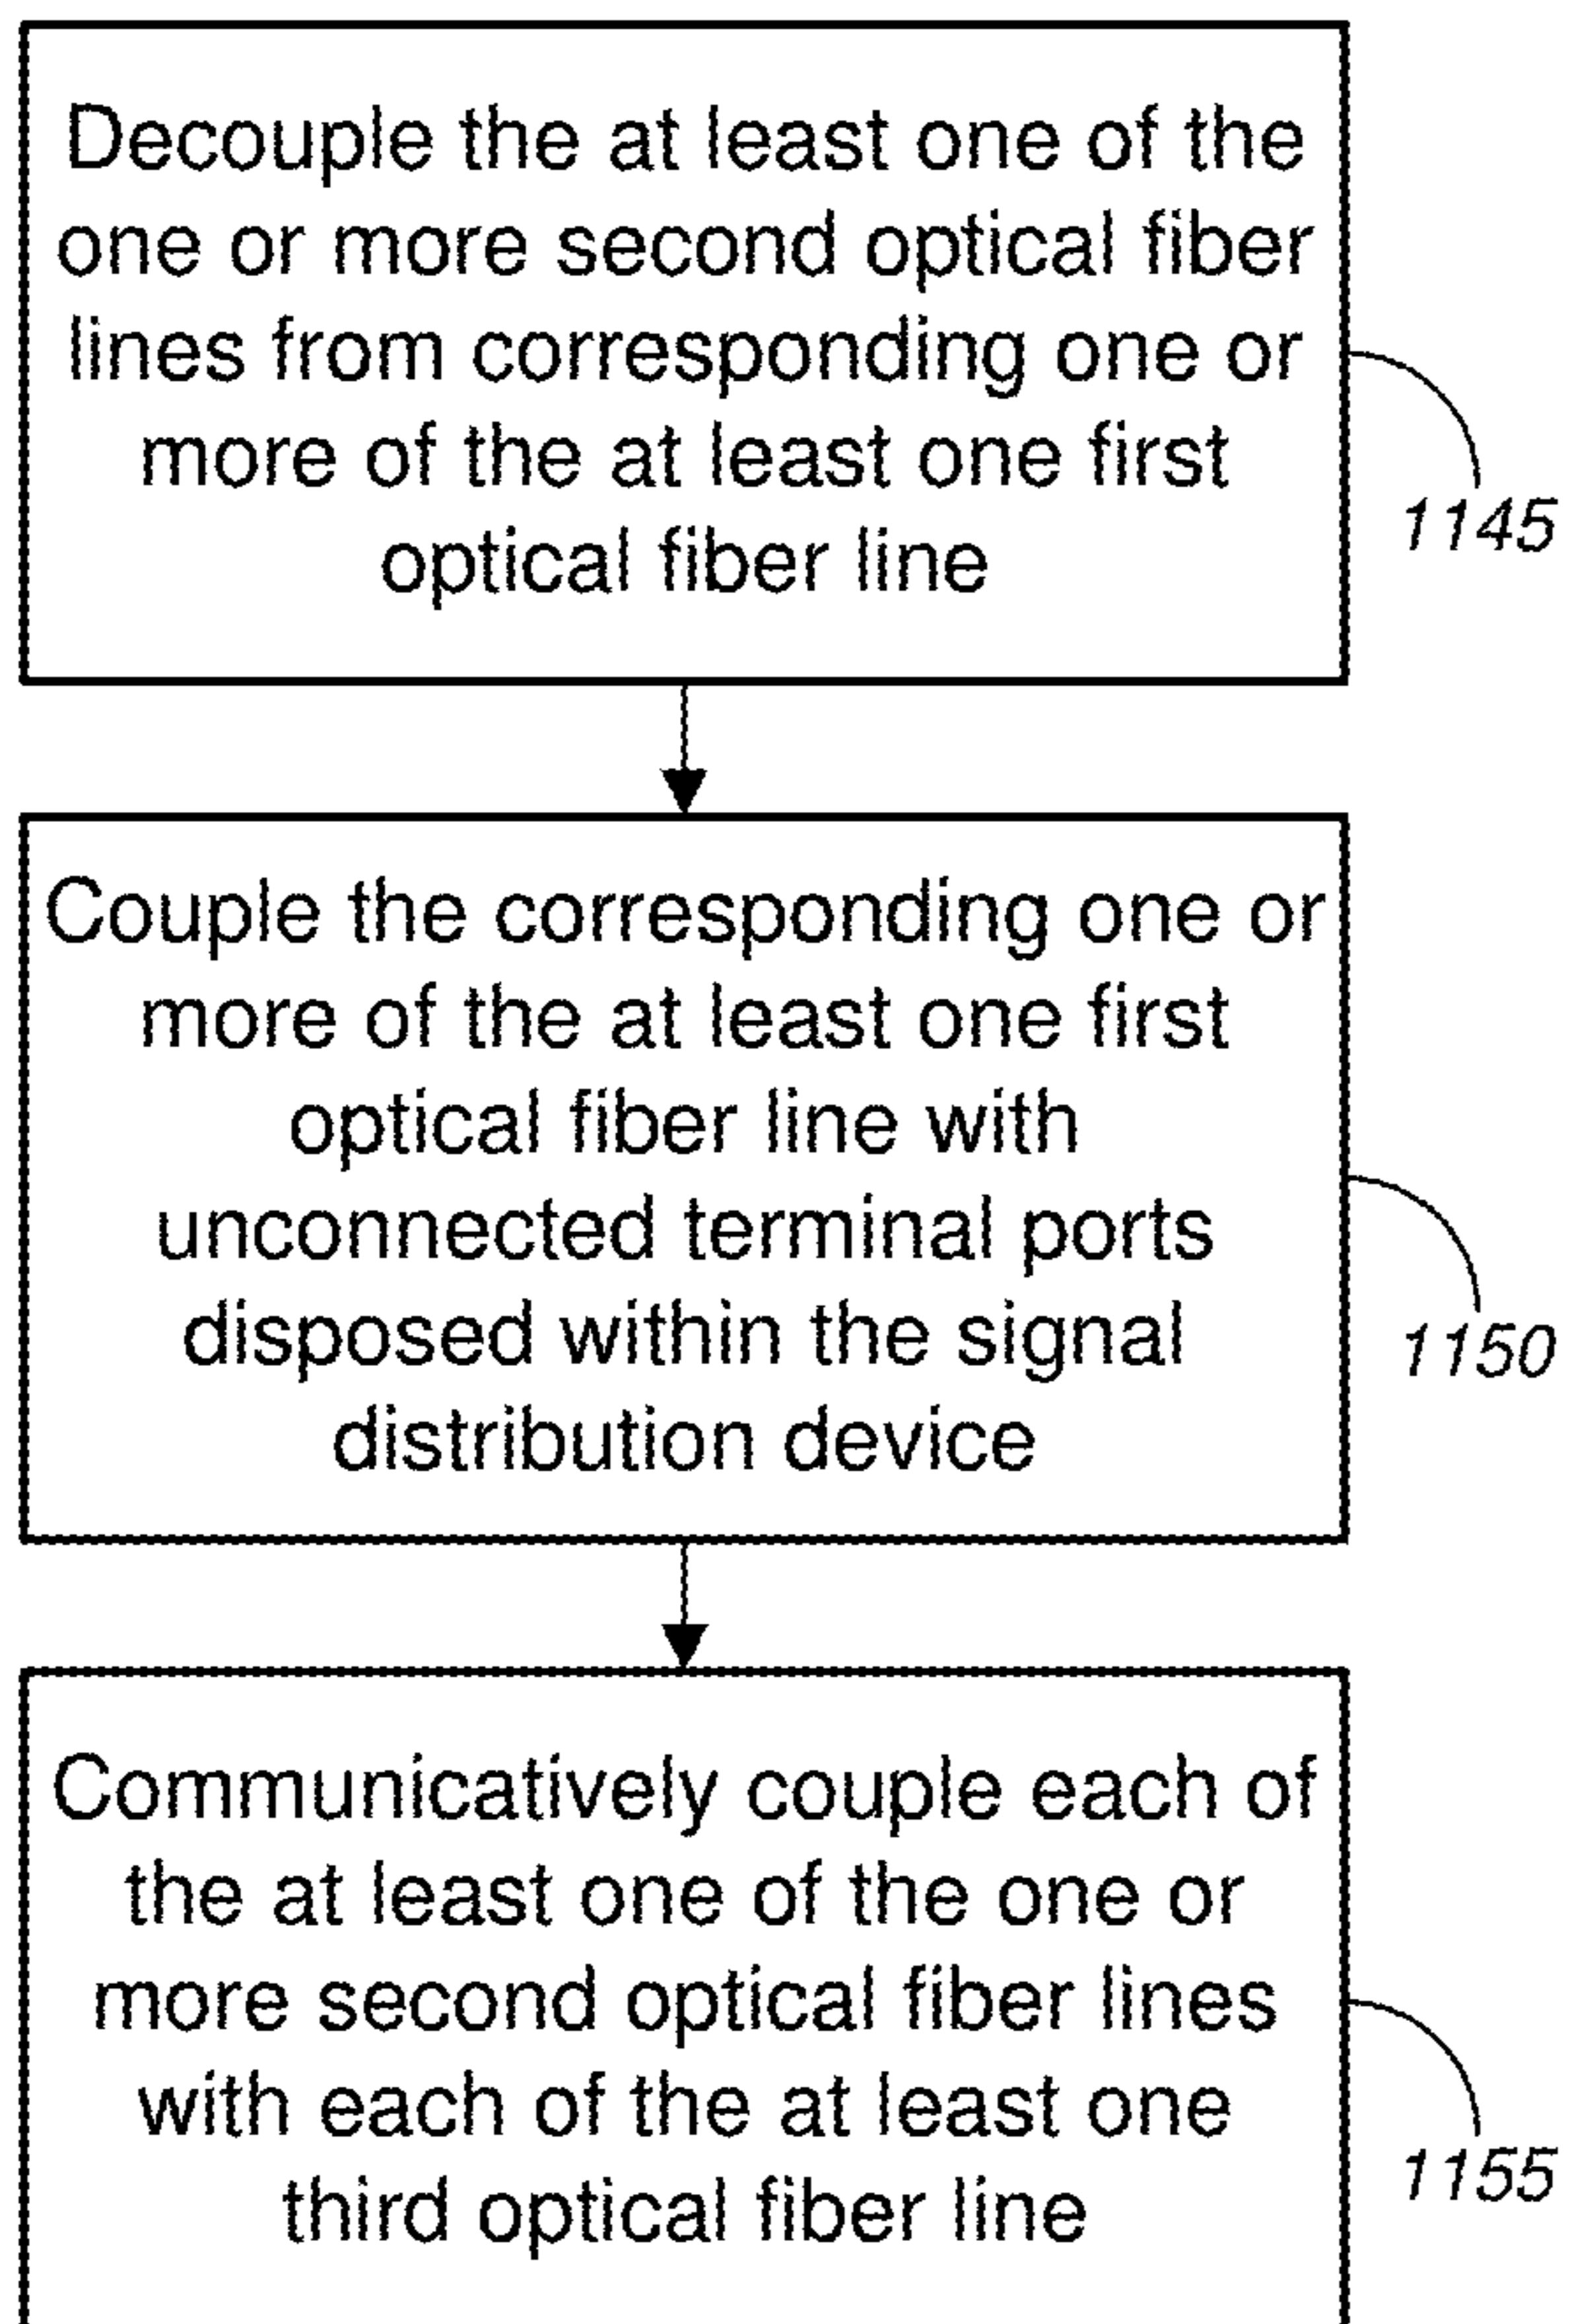 Decouple the at least one of the
one or more second optical fiber
lines from corresponding one or
more of the at least one first
optical fiber line
1145
Couple the corresponding one or
more of the at least one first
optical fiber line with
unconnected terminal ports
disposed within the signal
distribution device
1150
Communicatively couple each of
the at least one of the one or
more second optical fiber lines
with each of the at least one
third optical fiber line
1155